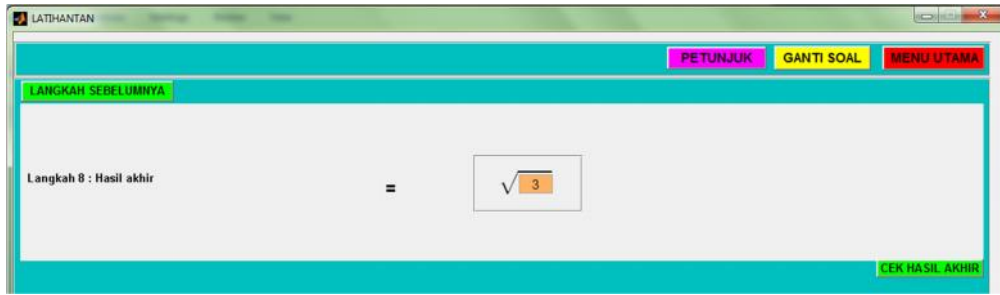 LATIHANTAN
PETUNJUK GANTI SOAL MENU UTAMA
LANGKAH SEBELUMNYA
Langkah 8 : Hasil akhir = √3
CEK HASIL AKHIR